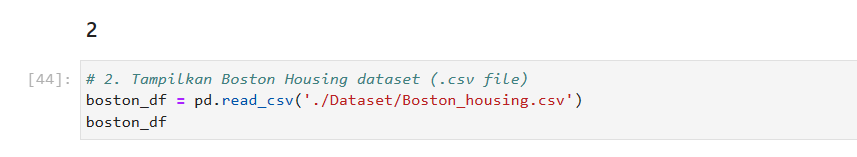 2
[44]: # 2. Tampilkan Boston Housing dataset (.csv file)
boston_df = pd.read_csv('./Dataset/Boston_housing.csv')
boston_df